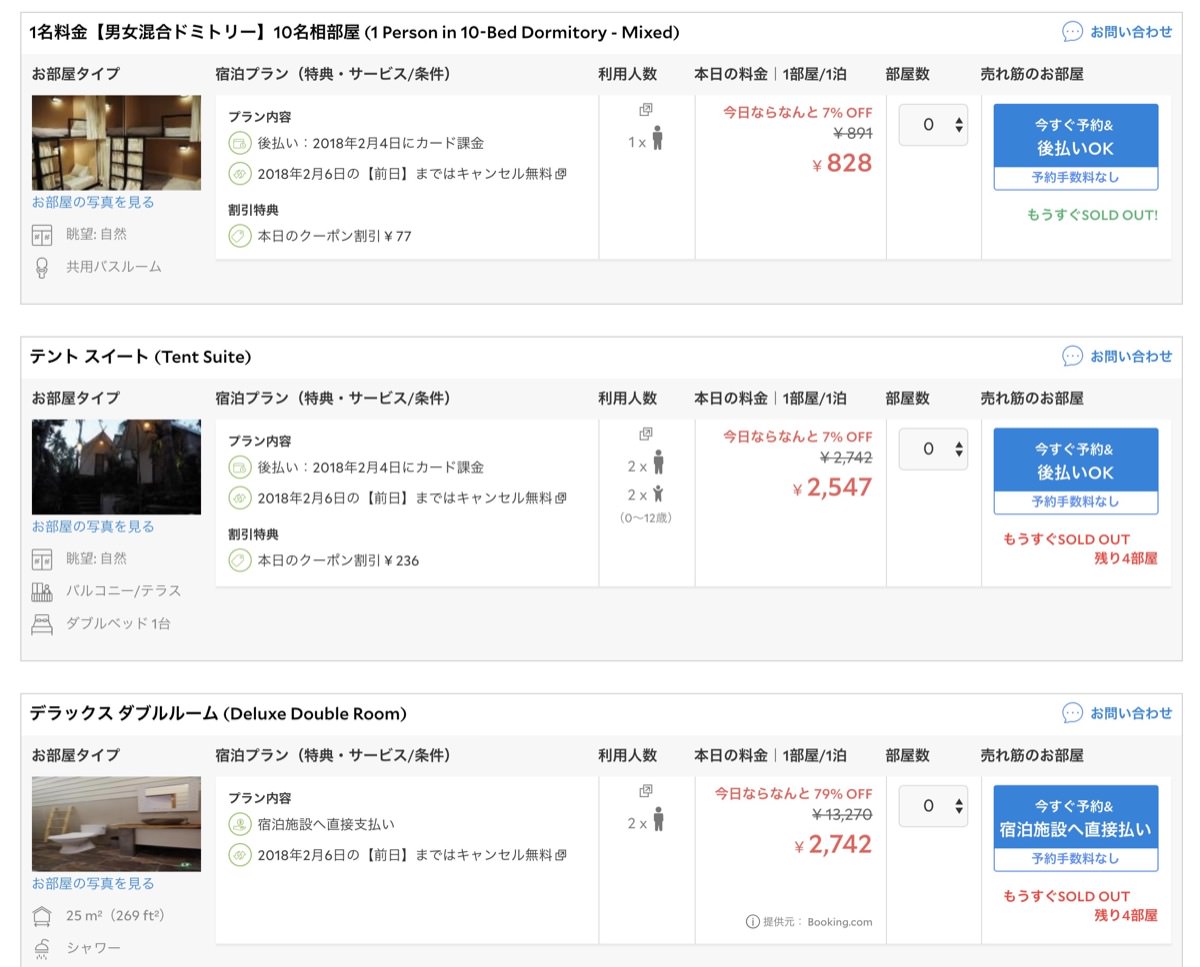 1名料金【男女混合ドミトリー】10名相部屋 (1 Person in 10-Bed Dormitory - Mixed)
お問い合わせ
お部屋タイプ 宿泊プラン（特典・サービス/条件） 利用人数 本日の料金｜1部屋/1泊 部屋数 売れ筋のお部屋
お部屋の写真を見る
眺望: 自然
共用バスルーム
プラン内容
後払い：2018年2月4日にカード課金
2018年2月6日の【前日】まではキャンセル無料
割引特典
本日のクーポン割引 ¥ 77
1 x
今日ならなんと 7% OFF
¥ 891
¥ 828
0
今すぐ予約&
後払いOK
予約手数料なし
もうすぐSOLD OUT!
テント スイート (Tent Suite)
お問い合わせ
お部屋タイプ 宿泊プラン（特典・サービス/条件） 利用人数 本日の料金｜1部屋/1泊 部屋数 売れ筋のお部屋
お部屋の写真を見る
眺望: 自然
バルコニー/テラス
ダブルベッド 1台
プラン内容
後払い：2018年2月4日にカード課金
2018年2月6日の【前日】まではキャンセル無料
割引特典
本日のクーポン割引 ¥ 236
2 x
2 x
（0〜12歳）
今日ならなんと 7% OFF
¥ 2,742
¥ 2,547
0
今すぐ予約&
後払いOK
予約手数料なし
もうすぐSOLD OUT
残り4部屋
デラックス ダブルルーム (Deluxe Double Room)
お問い合わせ
お部屋タイプ 宿泊プラン（特典・サービス/条件） 利用人数 本日の料金｜1部屋/1泊 部屋数 売れ筋のお部屋
お部屋の写真を見る
25 m²（269 ft²）
シャワー
プラン内容
宿泊施設へ直接支払い
2018年2月6日の【前日】まではキャンセル無料
2 x
今日ならなんと 79% OFF
¥ 13,270
¥ 2,742
提供元： Booking.com
0
今すぐ予約&
宿泊施設へ直接払い
予約手数料なし
もうすぐSOLD OUT
残り4部屋